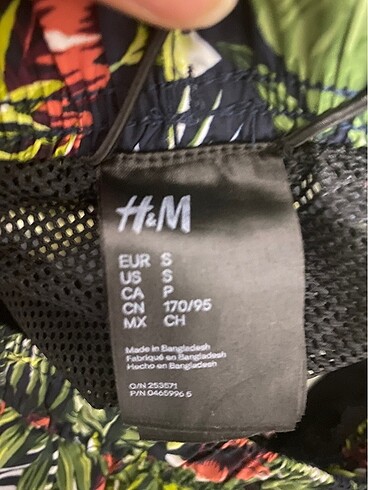 H&M
EUR S
US S
CA P
CN 170/95
MX CH
Made in Bangladesh
Fabriqué en Bangladesh
Hecho en Bangladesh
O/N 253571
P/N 0465996 5